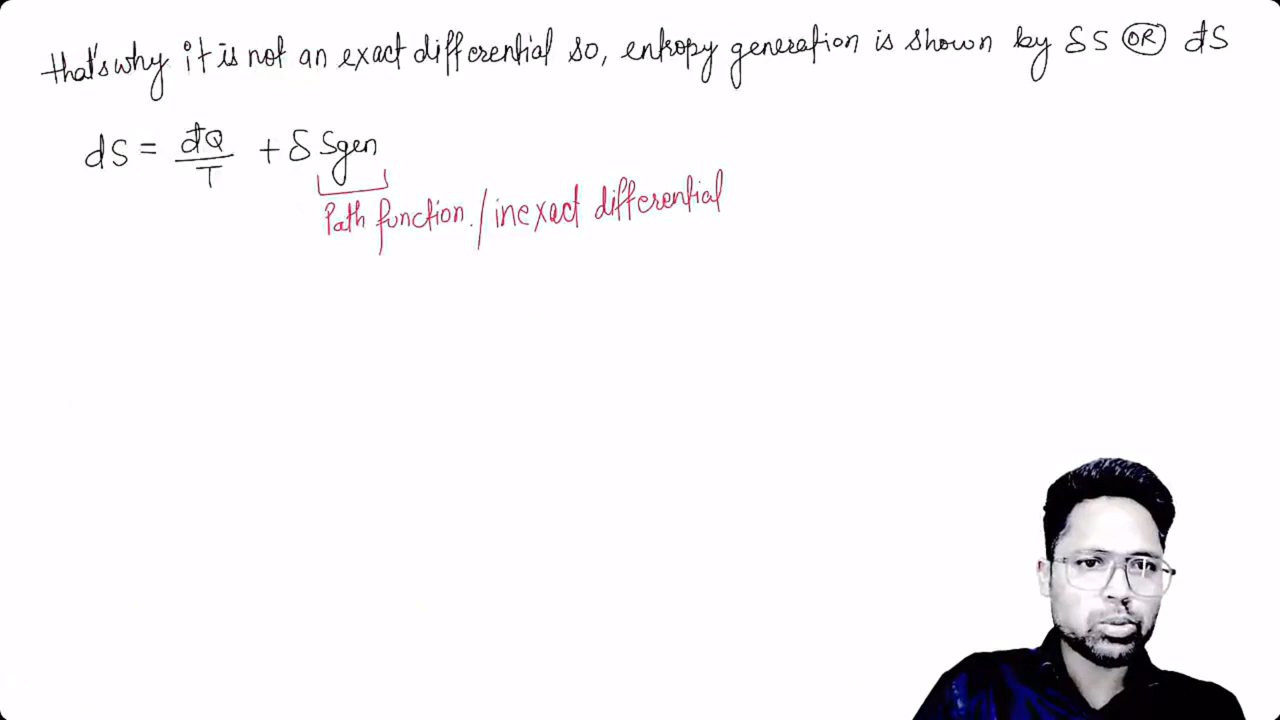 that's why it is not an exact differential so, entropy generation is shown by δS OR đS
dS = đQ/T + δ Sgen
Path function. / inexact differential